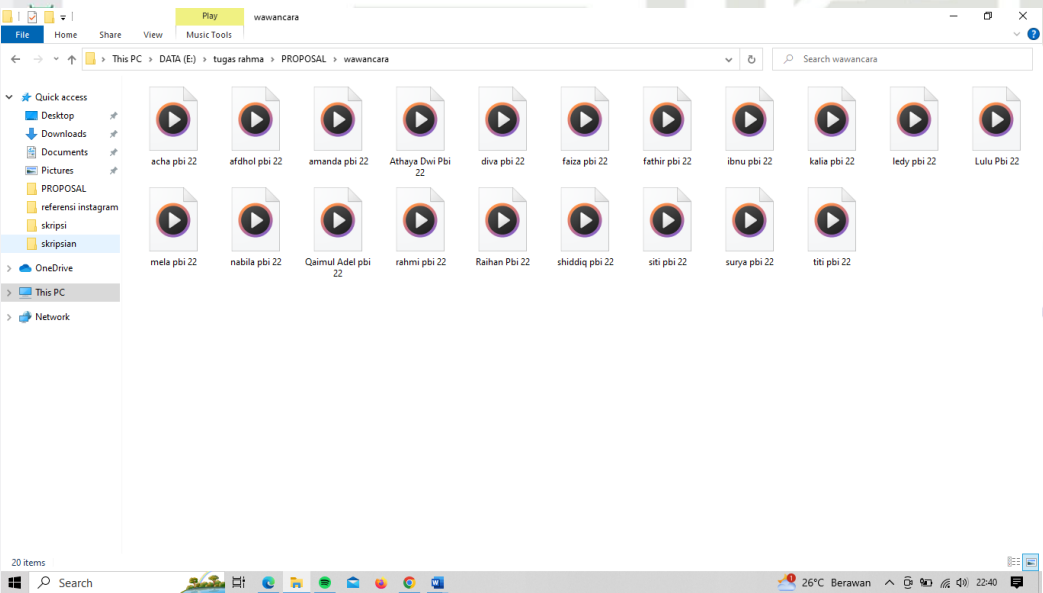 Play
wawancara
File
Home
Share
View
Music Tools
This PC > DATA (E:) > tugas rahma > PROPOSAL > wawancara
Search wawancara
Quick access
Desktop
Downloads
Documents
Pictures
PROPOSAL
referensi instagram
skripsi
skripsian
OneDrive
This PC
Network
acha pbi 22
afdhol pbi 22
amanda pbi 22
Athaya Dwi Pbi
22
diva pbi 22
faiza pbi 22
fathir pbi 22
ibnu pbi 22
kalia pbi 22
ledy pbi 22
Lulu Pbi 22
mela pbi 22
nabila pbi 22
Qaimul Adel pbi
22
rahmi pbi 22
Raihan Pbi 22
shiddiq pbi 22
siti pbi 22
surya pbi 22
titi pbi 22
20 items
Search
1
26°C Berawan
22:40